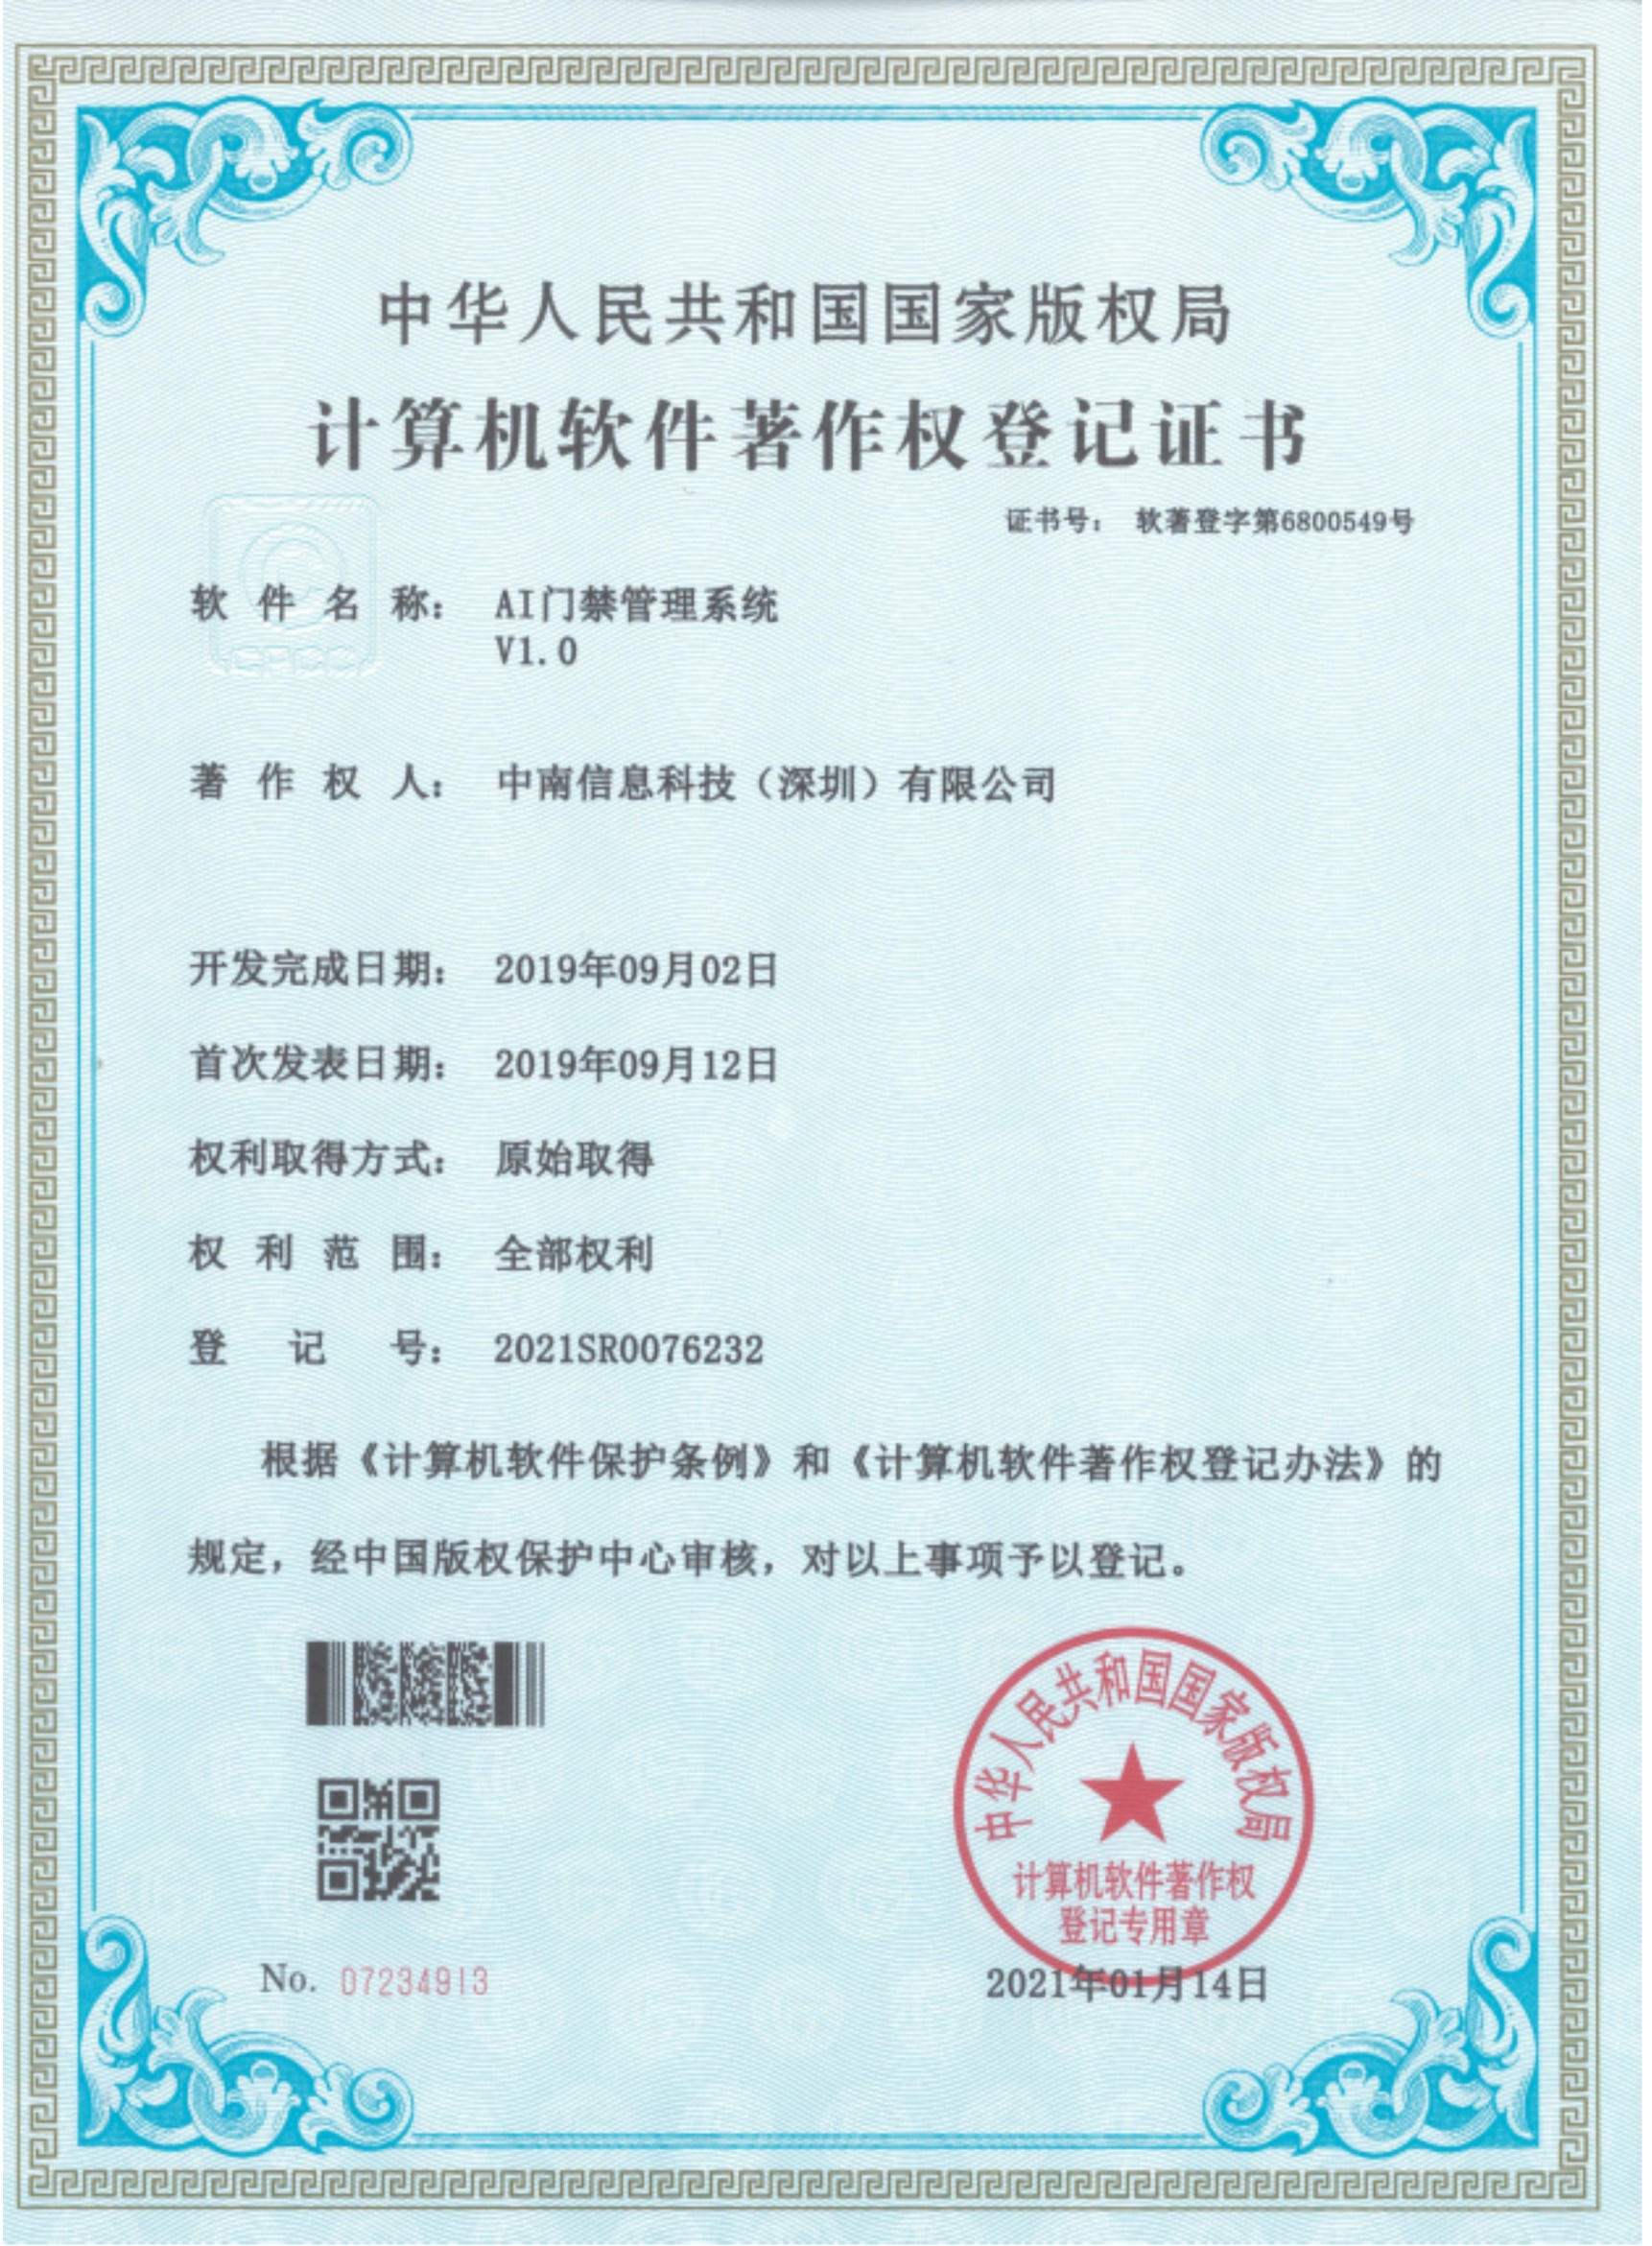 中华人民共和国国家版权局
计算机软件著作权登记证书
证书号： 软著登字第6800549号
软件名称： AI门禁管理系统
V1.0
CPCC
著作权人： 中南信息科技（深圳）有限公司
开发完成日期： 2019年09月02日
首次发表日期： 2019年09月12日
权利取得方式： 原始取得
权利范围： 全部权利
登记号： 2021SR0076232
根据《计算机软件保护条例》和《计算机软件著作权登记办法》的
规定，经中国版权保护中心审核，对以上事项予以登记。
中华人民共和国国家版权局
计算机软件著作权
登记专用章
No. 07234913
2021年01月14日